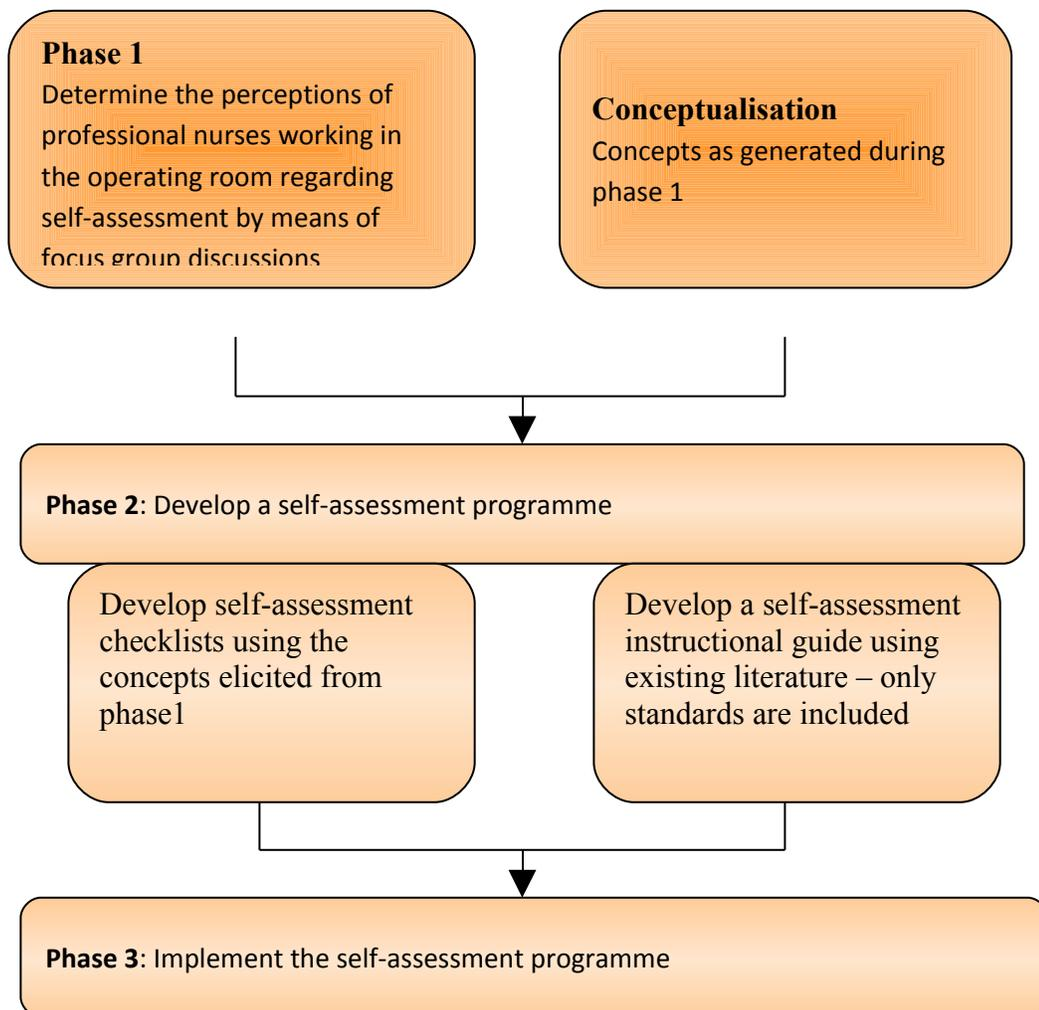 Phase 1
Determine the perceptions of
professional nurses working in
the operating room regarding
self-assessment by means of
focus group discussions
Conceptualisation
Concepts as generated during
phase 1
Phase 2: Develop a self-assessment programme
Develop self-assessment
checklists using the
concepts elicited from
phase1
Develop a self-assessment
instructional guide using
existing literature – only
standards are included
Phase 3: Implement the self-assessment programme